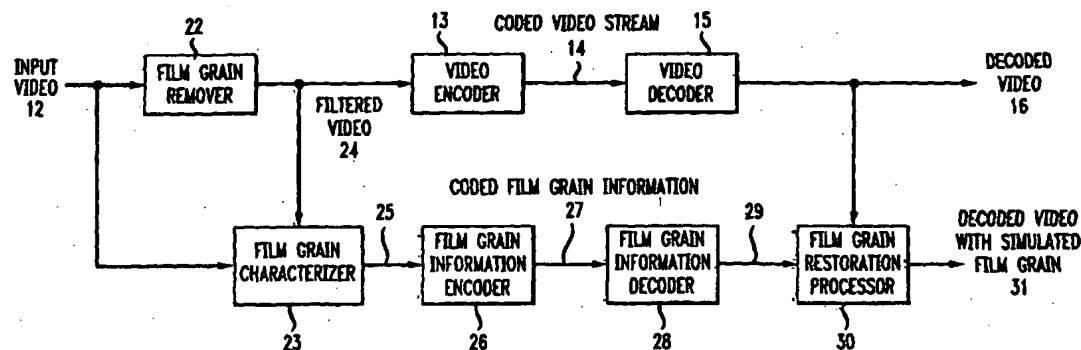 22
13
CODED VIDEO STREAM
15
INPUT
VIDEO
12
FILM GRAIN
REMOVER
VIDEO
ENCODER
14
VIDEO
DECODER
DECODED
VIDEO
16
FILTERED
VIDEO
24
CODED FILM GRAIN INFORMATION
25
27
29
FILM GRAIN
CHARACTERIZER
FILM GRAIN
INFORMATION
ENCODER
FILM GRAIN
INFORMATION
DECODER
FILM GRAIN
RESTORATION
PROCESSOR
DECODED VIDEO
WITH SIMULATED
FILM GRAIN
31
23
26
28
30